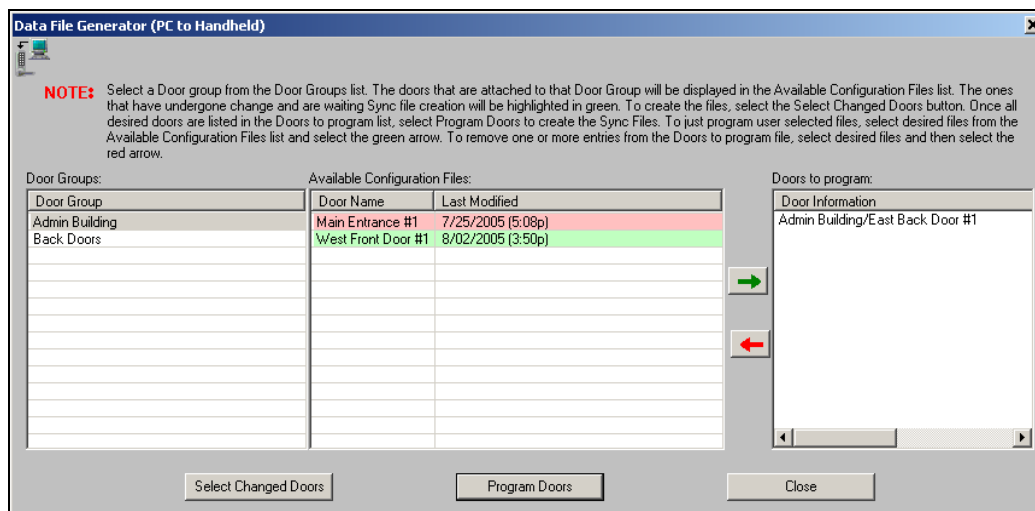 Data File Generator (PC to Handheld)
NOTE: Select a Door group from the Door Groups list. The doors that are attached to that Door Group will be displayed in the Available Configuration Files list. The ones
that have undergone change and are waiting Sync file creation will be highlighted in green. To create the files, select the Select Changed Doors button. Once all
desired doors are listed in the Doors to program list, select Program Doors to create the Sync Files. To just program user selected files, select desired files from the
Available Configuration Files list and select the green arrow. To remove one or more entries from the Doors to program file, select desired files and then select the
red arrow.
Door Groups: Available Configuration Files: Doors to program:
Door Group Door Name Last Modified Door Information
Admin Building Main Entrance #1 7/25/2005 (5:08p) Admin Building/East Back Door #1
Back Doors West Front Door #1 8/02/2005 (3:50p)
Select Changed Doors Program Doors Close